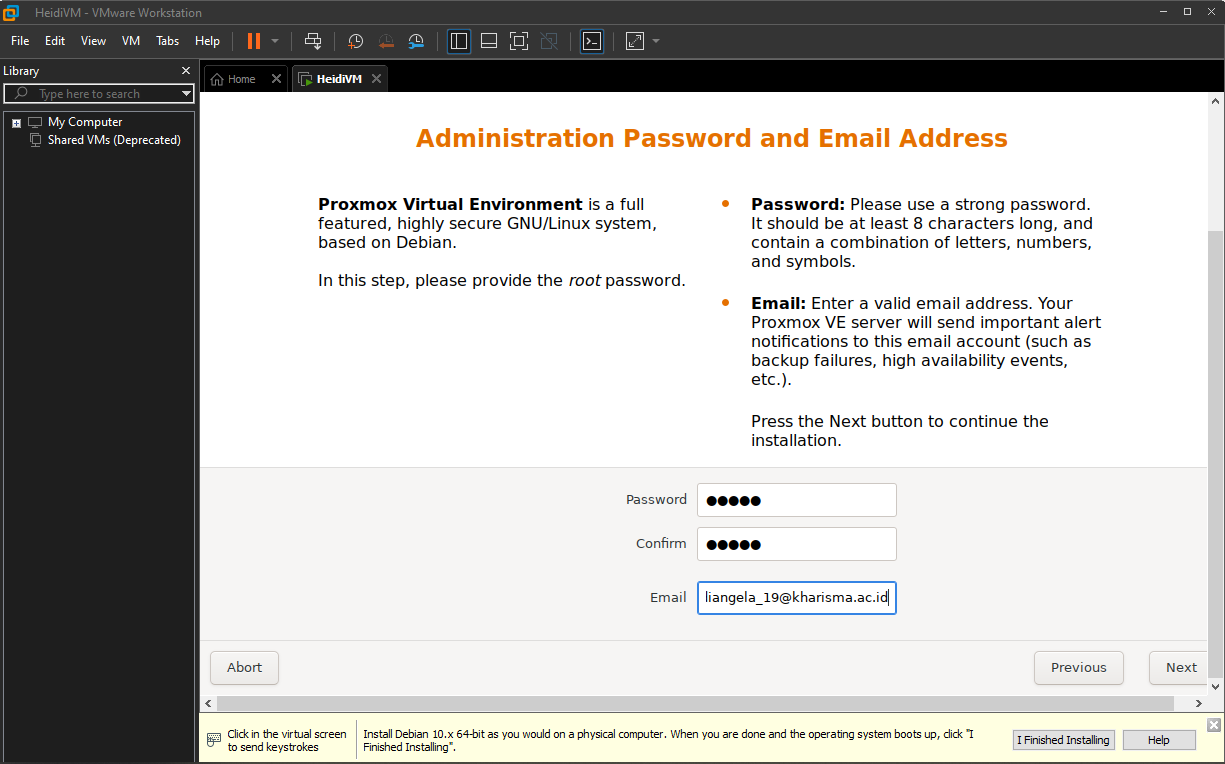 HeidiVM - VMware Workstation
File Edit View VM Tabs Help
Library
Type here to search
My Computer
Shared VMs (Deprecated)
Home
HeidiVM
Administration Password and Email Address
Proxmox Virtual Environment is a full
featured, highly secure GNU/Linux system,
based on Debian.
In this step, please provide the root password.
Password: Please use a strong password.
It should be at least 8 characters long, and
contain a combination of letters, numbers,
and symbols.
Email: Enter a valid email address. Your
Proxmox VE server will send important alert
notifications to this email account (such as
backup failures, high availability events,
etc.).
Press the Next button to continue the
installation.
Password ●●●●●
Confirm ●●●●●
Email liangela_19@kharisma.ac.id
Abort
Previous
Next
Click in the virtual screen
to send keystrokes
Install Debian 10.x 64-bit as you would on a physical computer. When you are done and the operating system boots up, click "I
Finished Installing".
I Finished Installing
Help